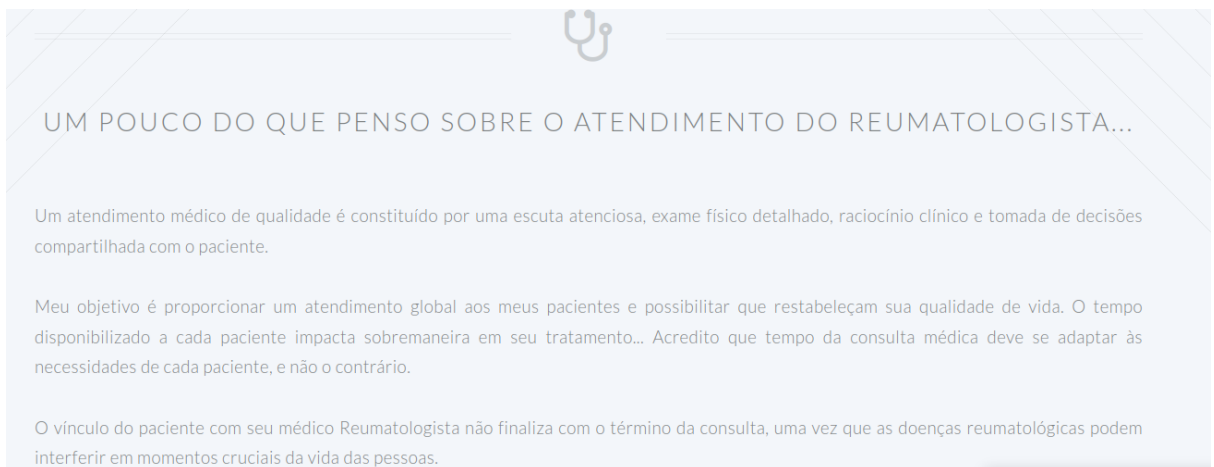 UM POUCO DO QUE PENSO SOBRE O ATENDIMENTO DO REUMATOLOGISTA...
Um atendimento médico de qualidade é constituído por uma escuta atenciosa, exame físico detalhado, raciocínio clínico e tomada de decisões
compartilhada com o paciente.
Meu objetivo é proporcionar um atendimento global aos meus pacientes e possibilitar que restabeleçam sua qualidade de vida. O tempo
disponibilizado a cada paciente impacta sobremaneira em seu tratamento... Acredito que tempo da consulta médica deve se adaptar às
necessidades de cada paciente, e não o contrário.
O vínculo do paciente com seu médico Reumatologista não finaliza com o término da consulta, uma vez que as doenças reumatológicas podem
interferir em momentos cruciais da vida das pessoas.